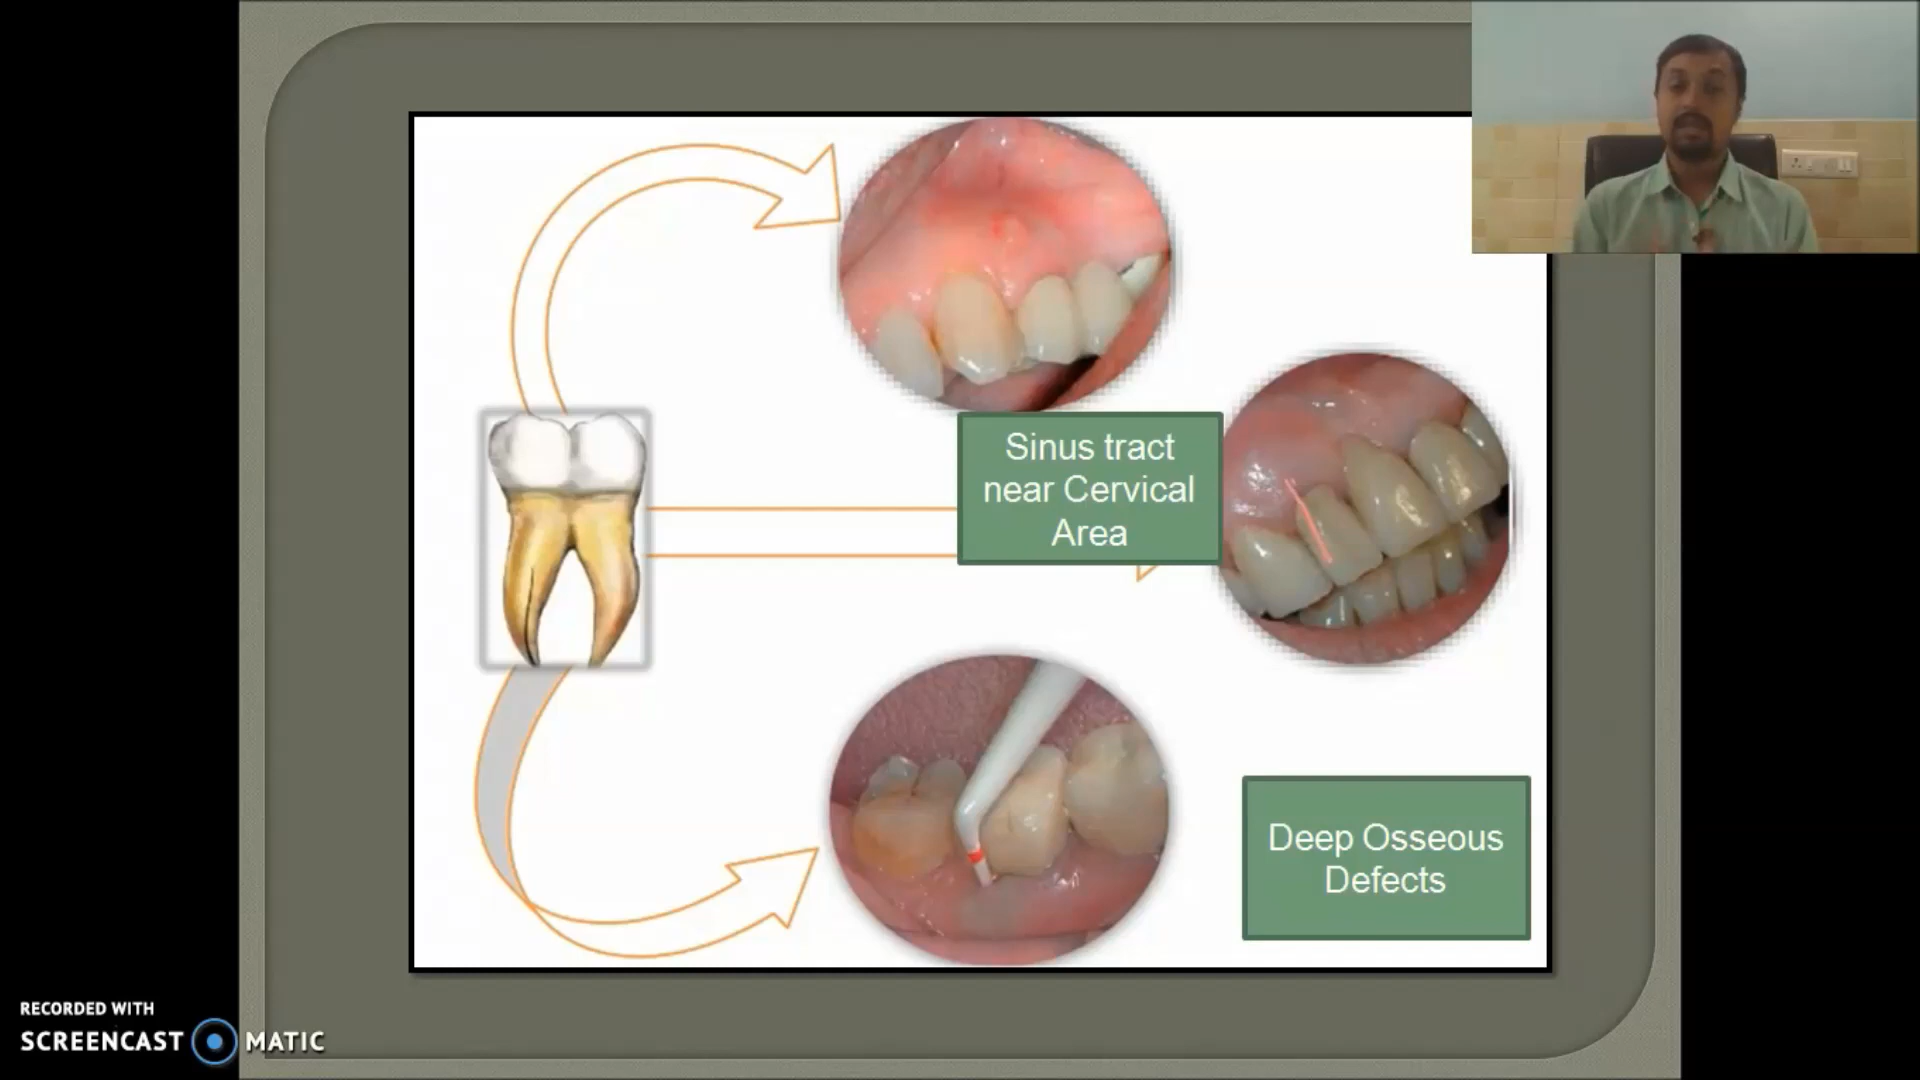 Sinus tract
near Cervical
Area
Deep Osseous
Defects
RECORDED WITH
SCREENCAST MATIC